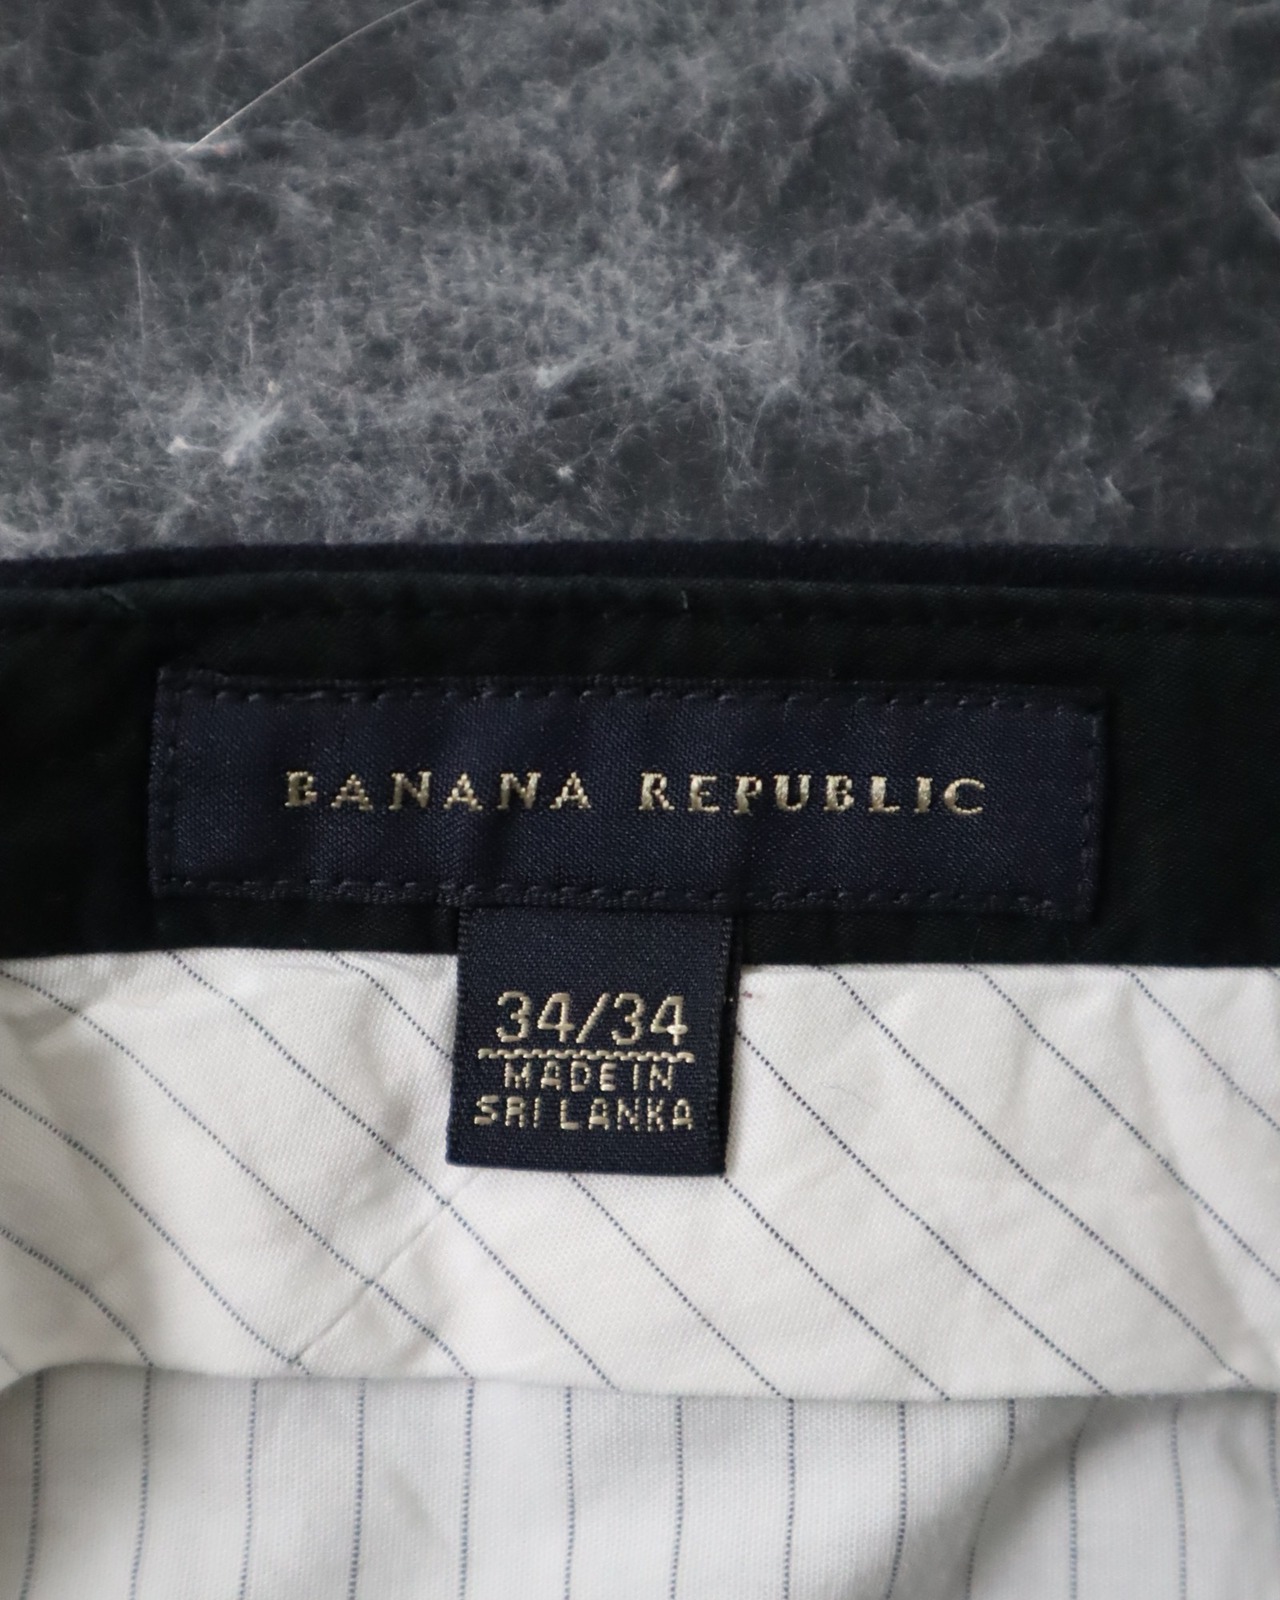 BANANA REPUBLIC
34/34
MADE IN
SRI LANKA